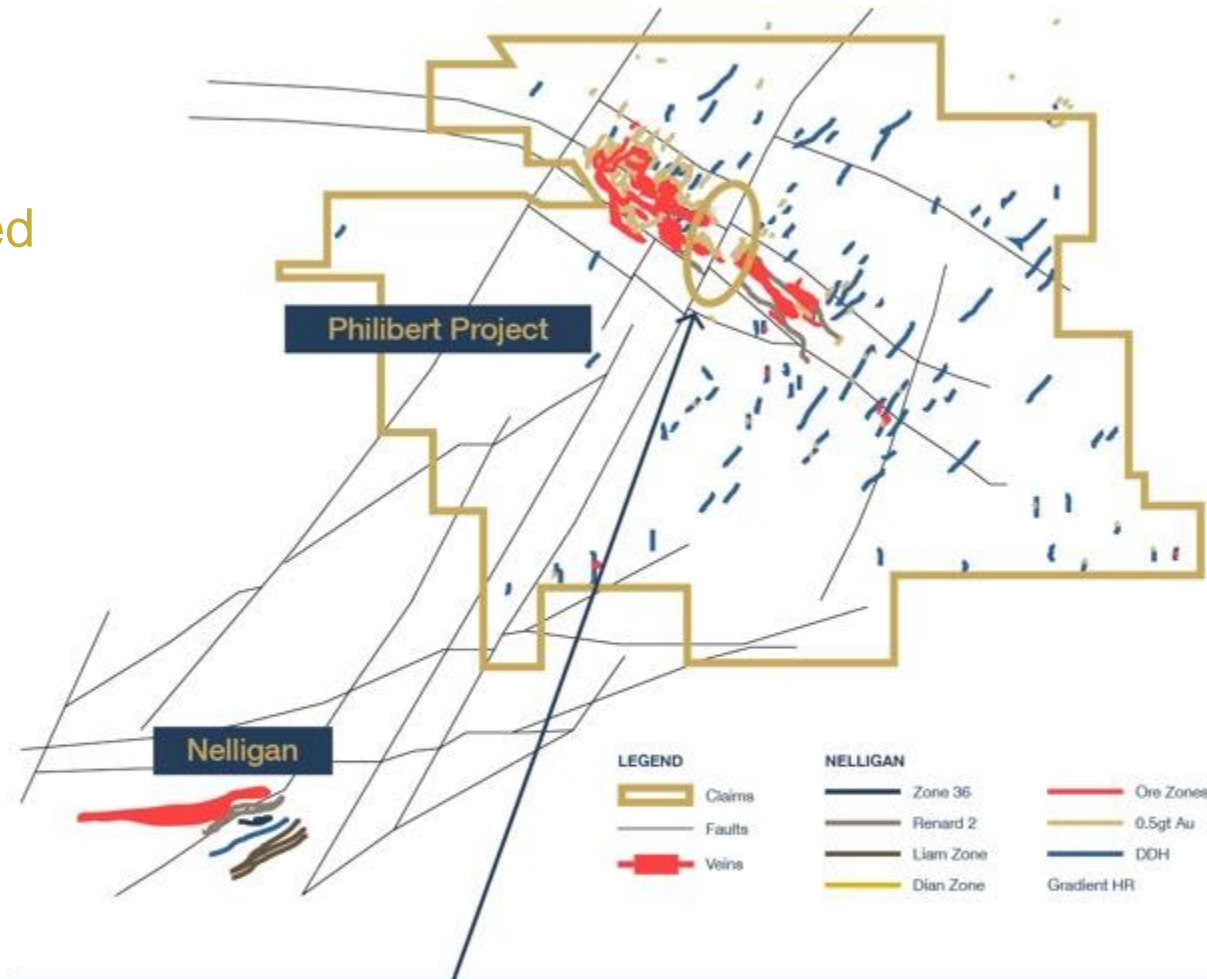 ed
Philibert Project
Nelligan
LEGEND
Claims
Faults
Veins
NELLIGAN
Zone 36
Renard 2
Liam Zone
Dian Zone
Ore Zones
0.5gt Au
DDH
Gradient HR